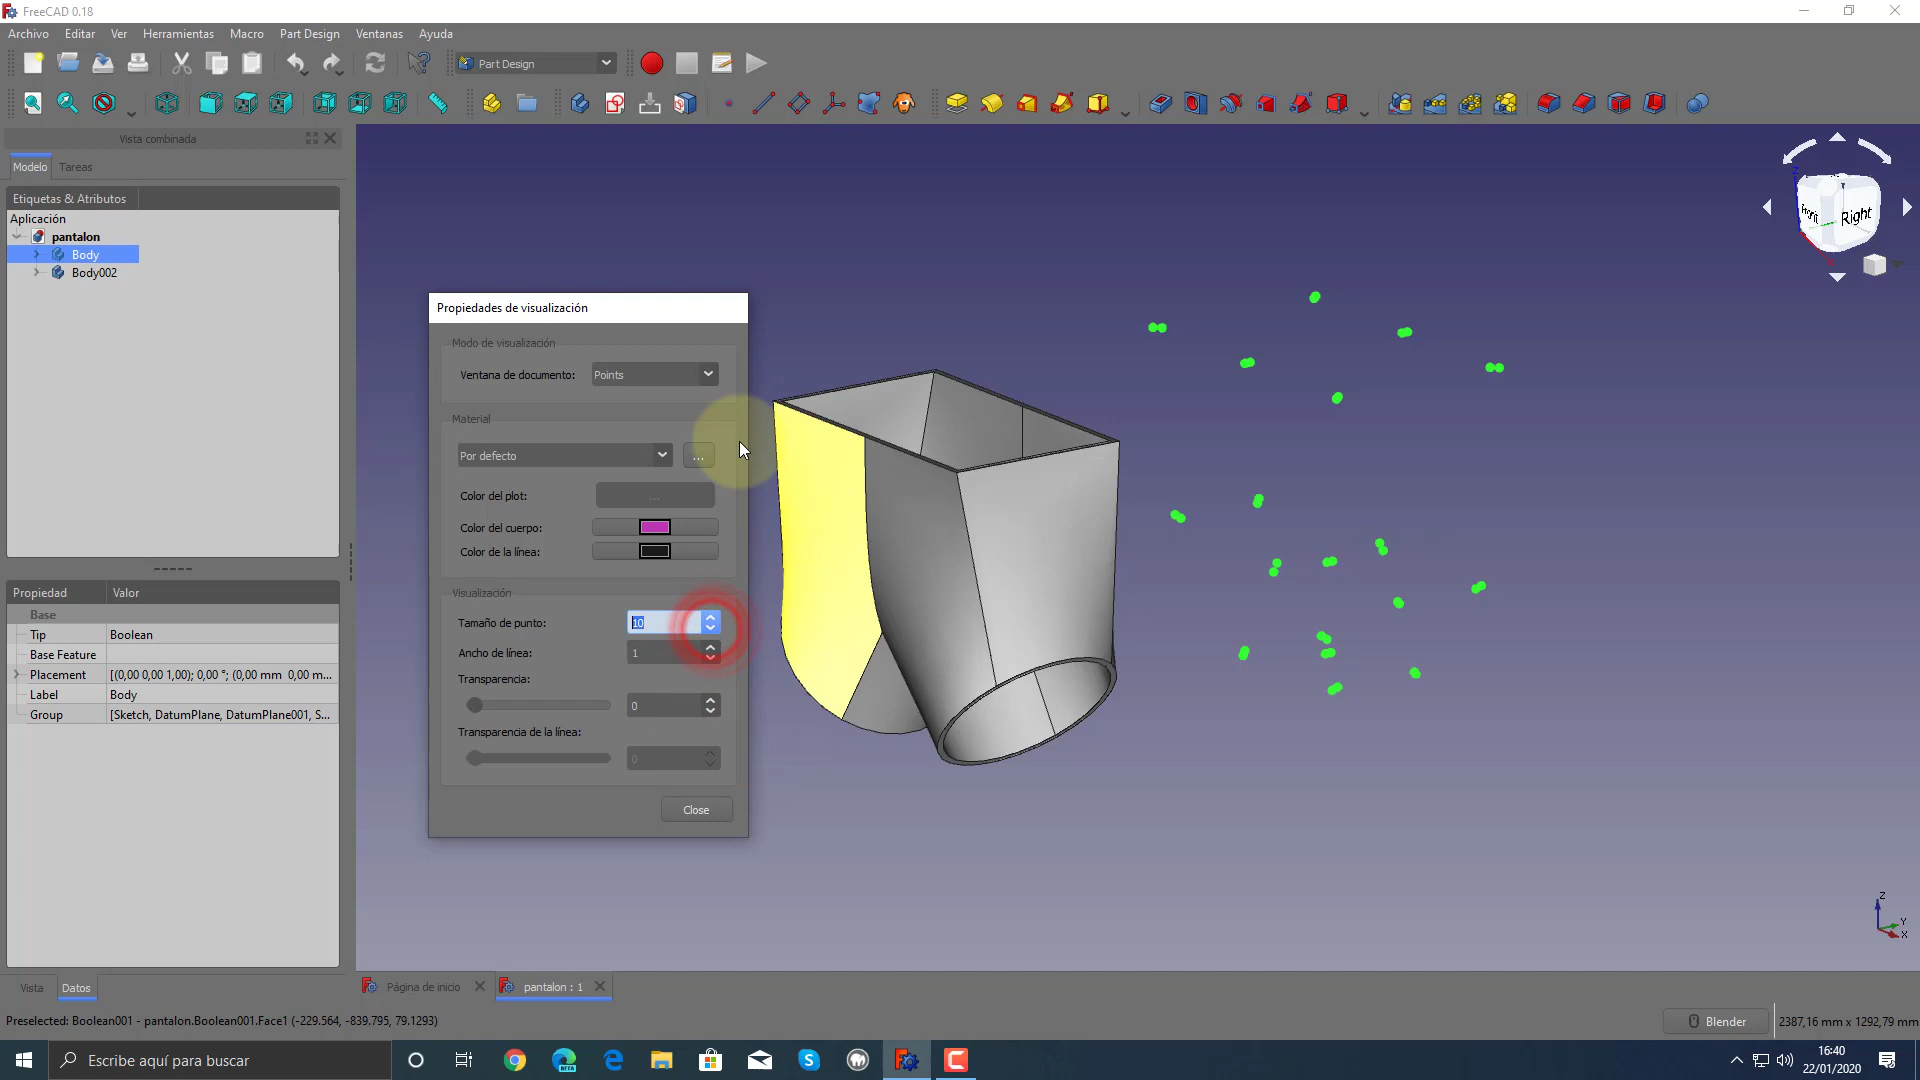 FreeCAD 0.18
Archivo Editar Ver Herramientas Macro Part Design Ventanas Ayuda
Part Design
Vista combinada
Modelo Tareas
Etiquetas & Atributos
Aplicación
pantalon
Body
Body002
Propiedad Valor
Base
Tip Boolean
Base Feature
Placement [(0,00 0,00 1,00); 0,00 °; (0,00 mm 0,00 m...
Label Body
Group [Sketch, DatumPlane, DatumPlane001, S...
Vista Datos
Propiedades de visualización
Modo de visualización
Ventana de documento: Points
Material
Por defecto ...
Color del plot: ...
Color del cuerpo:
Color de la línea:
Visualización
Tamaño de punto: 10
Ancho de línea: 1
Transparencia:
0
Transparencia de la línea:
0
Close
Front Right
Z
Z
Y
X
Página de inicio pantalon : 1
Preselected: Boolean001 - pantalon.Boolean001.Face1 (-229.564, -839.795, 79.1293)
Blender 2387,16 mm x 1292,79 mm
Escribe aquí para buscar
BETA
16:40
22/01/2020